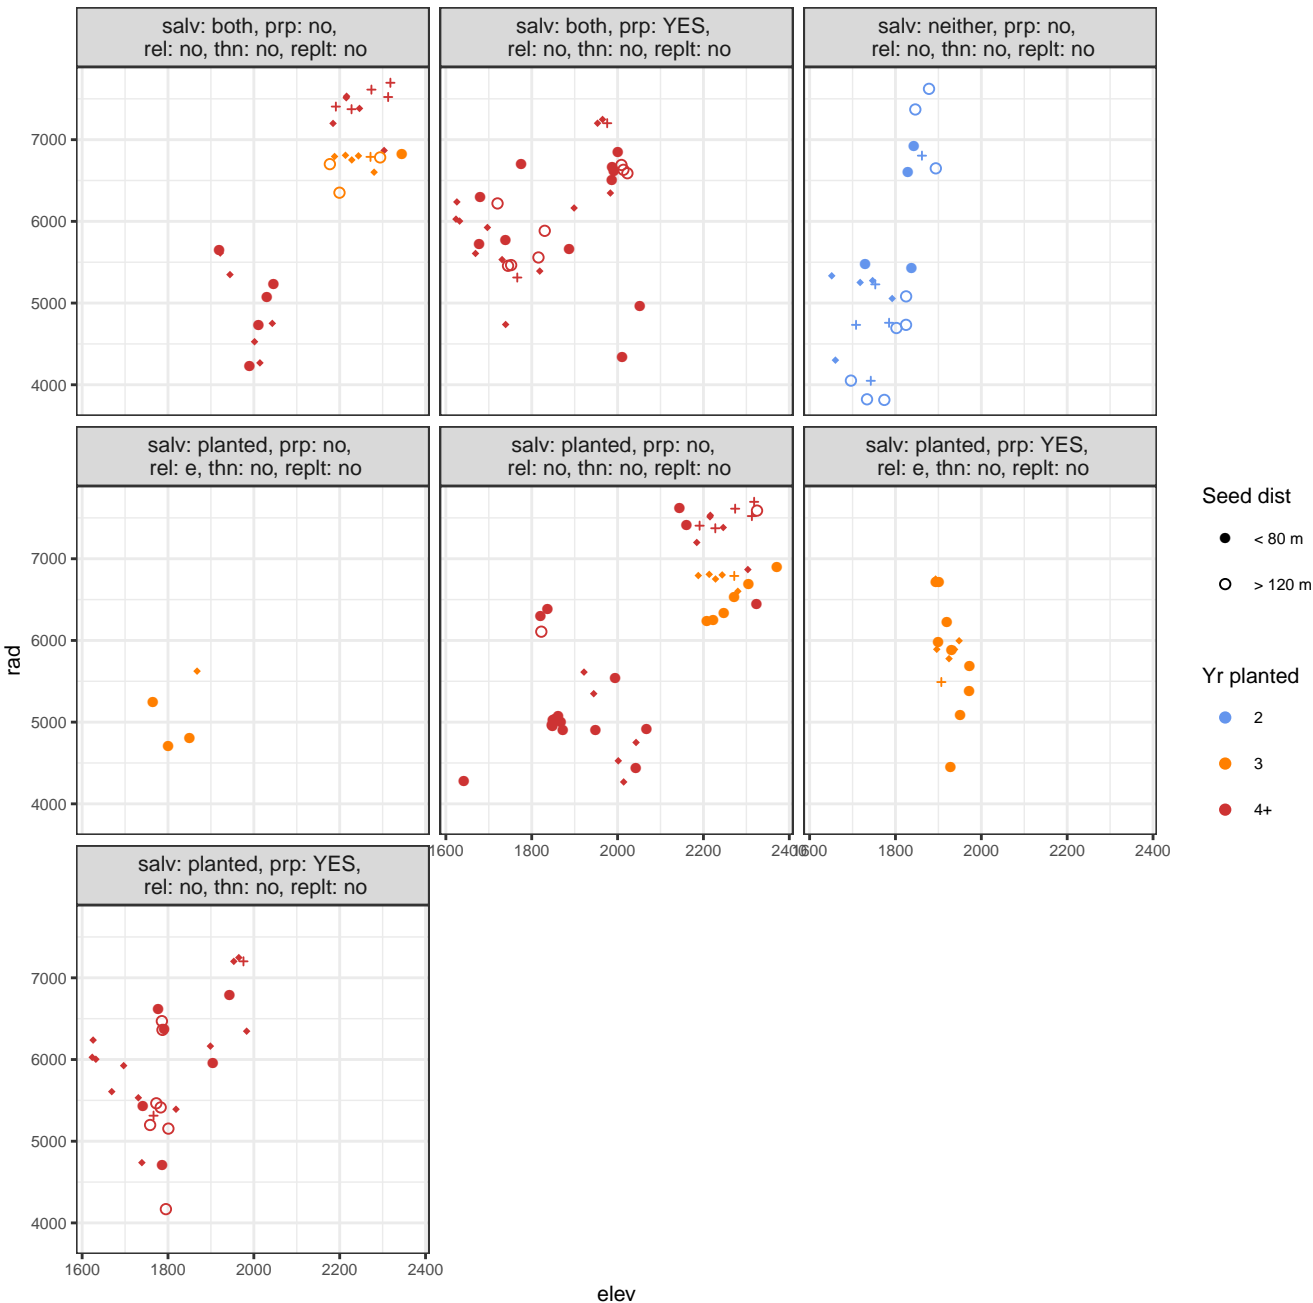 salv: both, prp: no,
rel: no, thn: no, replt: no
salv: both, prp: YES,
rel: no, thn: no, replt: no
salv: neither, prp: no,
rel: no, thn: no, replt: no
7000
6000
5000
4000
salv: planted, prp: no,
rel: e, thn: no, replt: no
salv: planted, prp: no,
rel: no, thn: no, replt: no
salv: planted, prp: YES,
rel: e, thn: no, replt: no
7000
6000
5000
4000
1600 1800 2000 2200 2400
1600 1800 2000 2200 2400
salv: planted, prp: YES,
rel: no, thn: no, replt: no
7000
6000
5000
4000
1600 1800 2000 2200 2400
elev
rad
Seed dist
< 80 m
> 120 m
Yr planted
2
3
4+